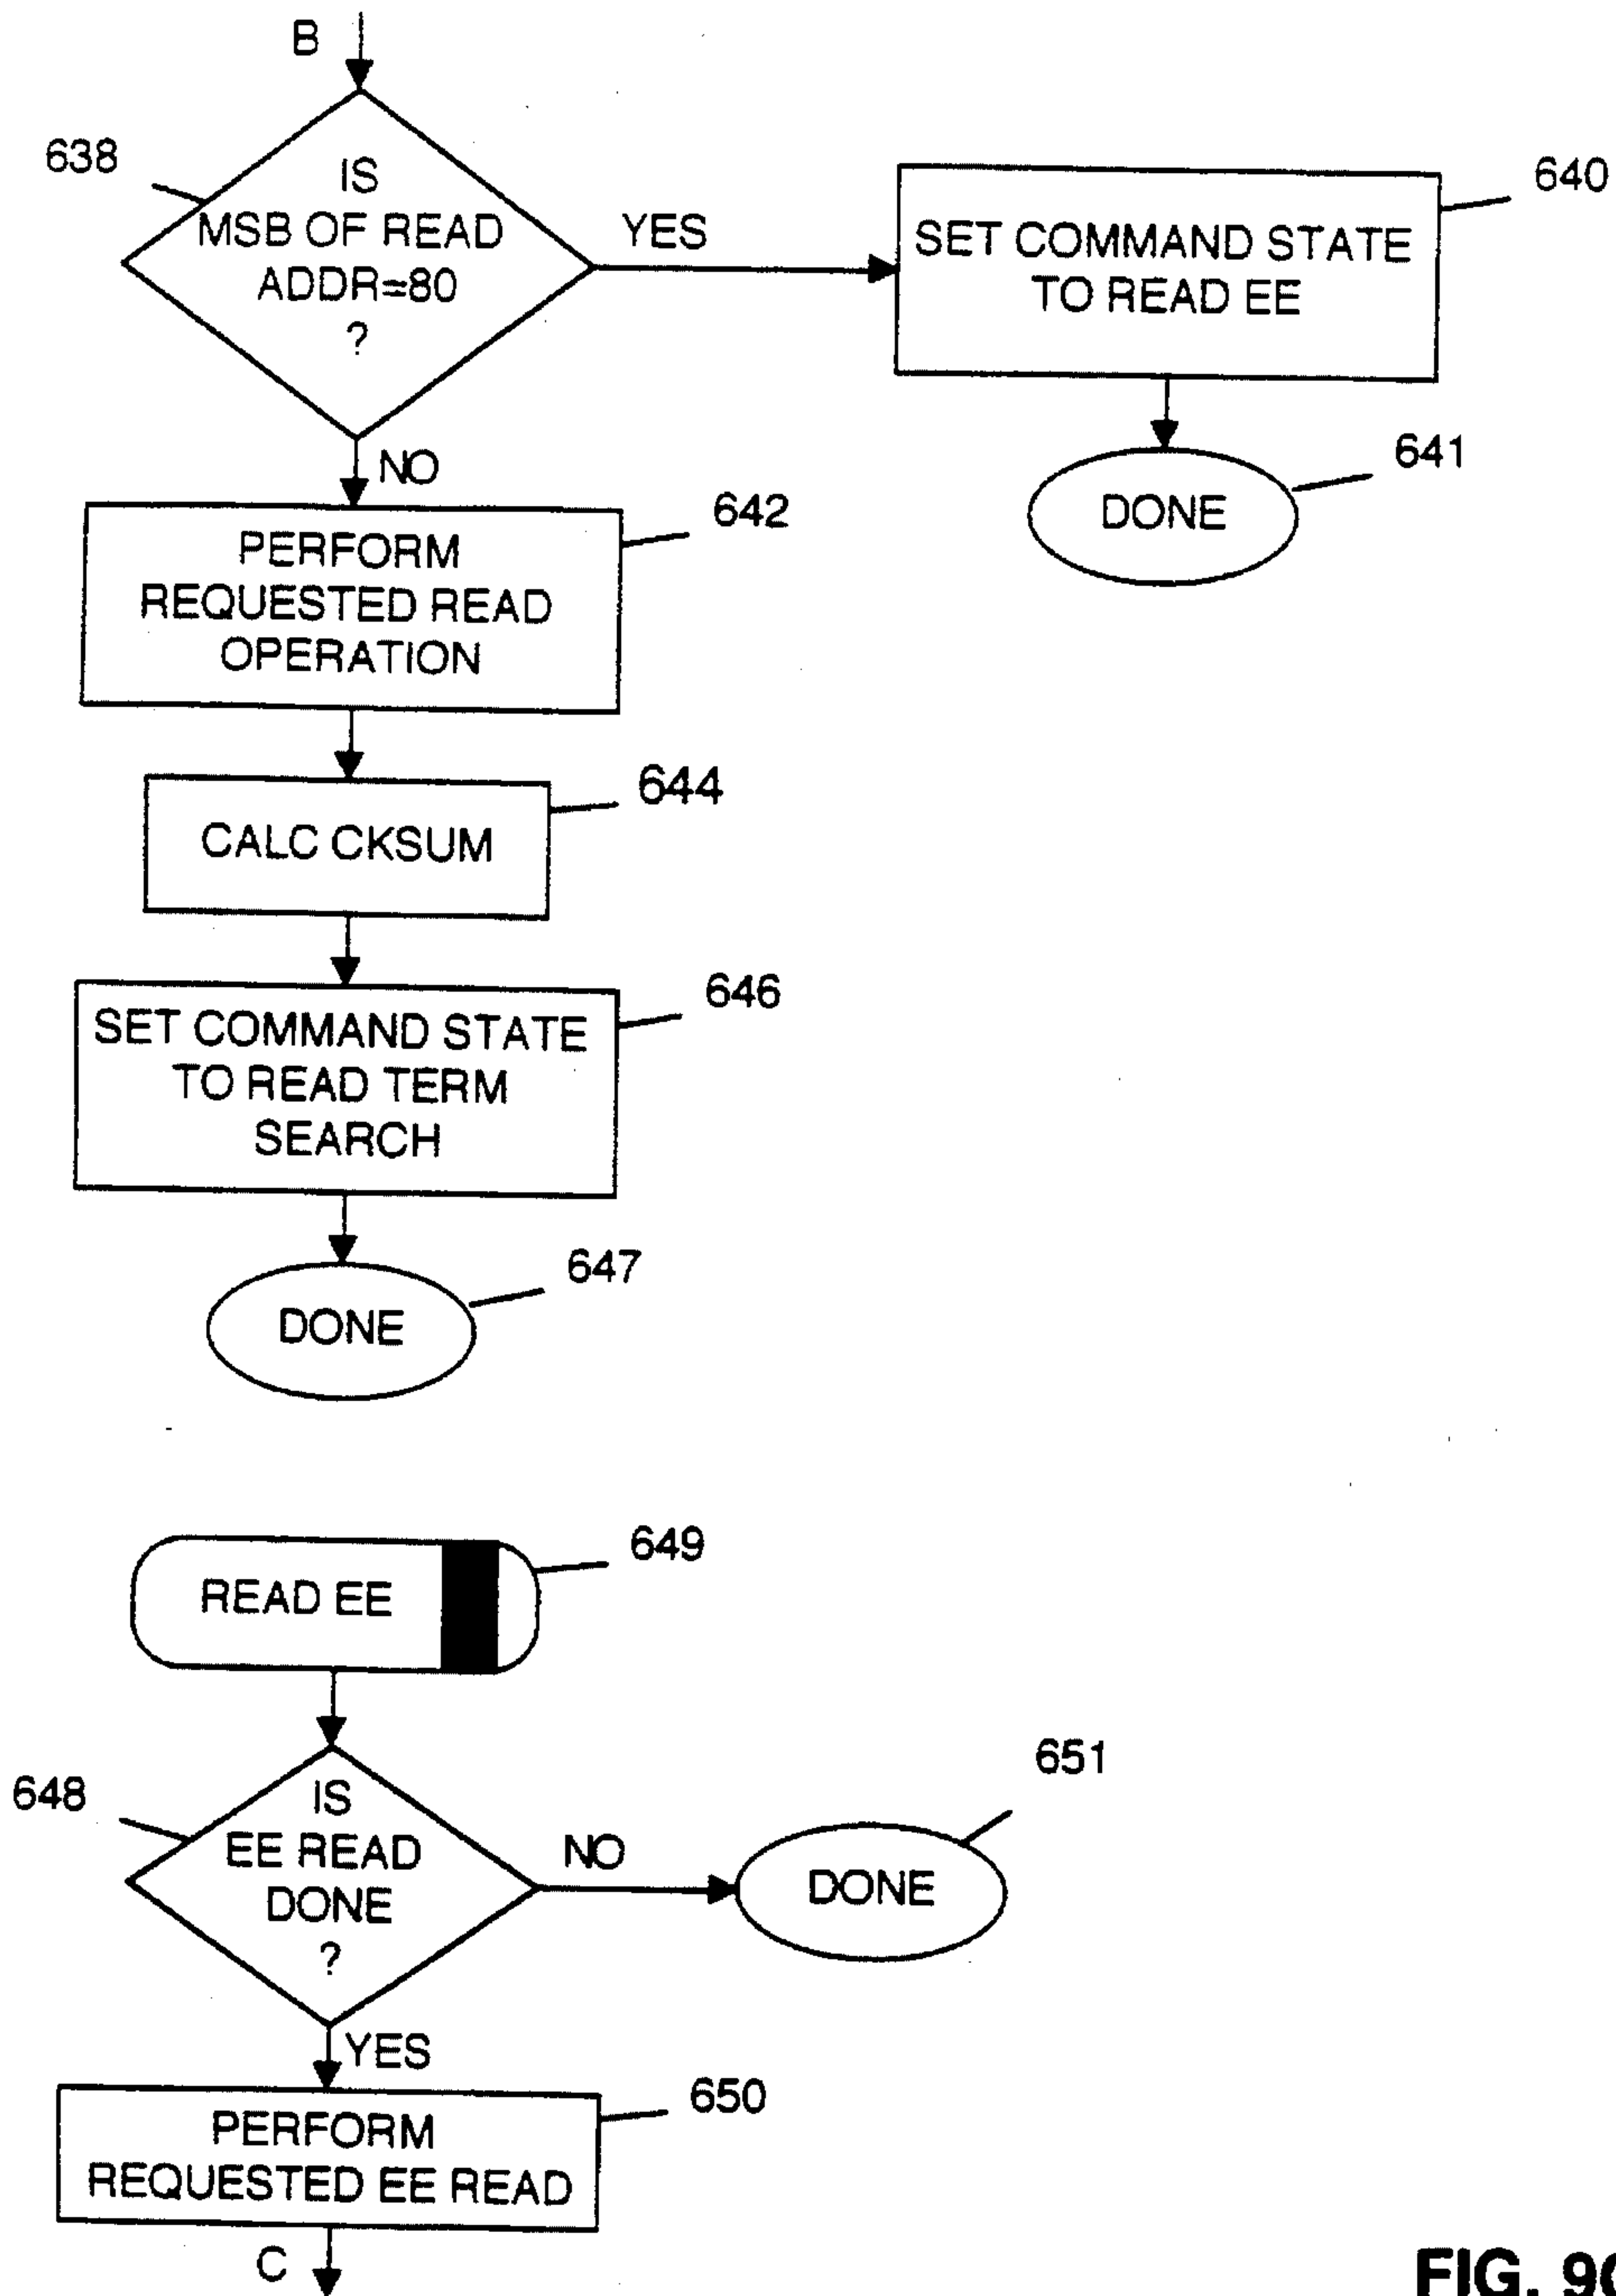 B
638
IS
MSB OF READ
ADDR=80
?
YES
640
SET COMMAND STATE
TO READ EE
641
DONE
NO
642
PERFORM
REQUESTED READ
OPERATION
644
CALC CKSUM
646
SET COMMAND STATE
TO READ TERM
SEARCH
647
DONE
649
READ EE
648
IS
EE READ
DONE
?
NO
651
DONE
YES
650
PERFORM
REQUESTED EE READ
C
FIG.